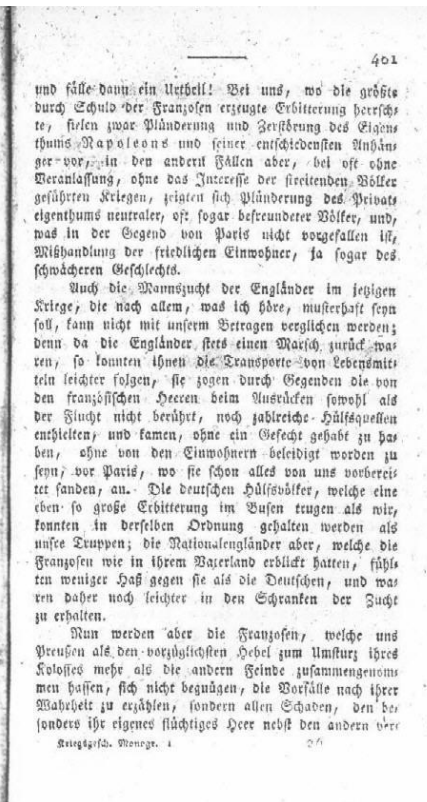 401
und fälle dann ein Urtheil! Bei uns, wo die größte
durch Schuld der Franzosen erzeugte Erbitterung herrsch-
te, fielen zwar Plünderung und Zerstörung des Eigen-
thums Napoleons und seiner entschiedensten Anhän-
ger vor, in den andern Fällen aber, bei oft ohne
Veranlassung, ohne das Interesse der streitenden Völker
geführten Kriegen, zeigten sich Plünderung des Privat-
eigenthums neutraler, oft sogar befreundeter Völker, und,
was in der Gegend von Paris nicht vorgefallen ist,
Mißhandlung der friedlichen Einwohner, ja sogar des
schwächeren Geschlechts.
Auch die Mannszucht der Engländer im jetzigen
Kriege, die nach allem, was ich höre, musterhaft seyn
soll, kann nicht mit unserm Betragen verglichen werden;
denn da die Engländer stets einen Marsch zurück wa-
ren, so konnten ihnen die Transporte von Lebensmit-
teln leichter folgen, sie zogen durch Gegenden die von
den französischen Heeren beim Ausrücken sowohl als
der Flucht nicht berührt, noch zahlreiche Hülfsquellen
enthielten, und kamen, ohne ein Gefecht gehabt zu ha-
ben, ohne von den Einwohnern beleidigt worden zu
seyn, vor Paris, wo sie schon alles von uns vorberei-
tet fanden, an. Die deutschen Hülfsvölker, welche eine
eben so große Erbitterung im Busen trugen als wir,
konnten in derselben Ordnung gehalten werden als
unsre Truppen; die Nationalengländer aber, welche die
Franzosen wie in ihrem Vaterland erblickt hatten, fühl-
ten weniger Haß gegen sie als die Deutschen, und wa-
ren daher noch leichter in den Schranken der Zucht
zu erhalten.
Nun werden aber die Franzosen, welche uns
Preußen als den vorzüglichsten Hebel zum Umsturz ihres
Kolosses mehr als die andern Feinde zusammengenom-
men hassen, sich nicht begnügen, die Vorfälle nach ihrer
Wahrheit zu erzählen, sondern allen Schaden, den be-
sonders ihr eigenes flüchtiges Heer nebst den andern ver-
Kriegsgesch. Monogr. 1 26